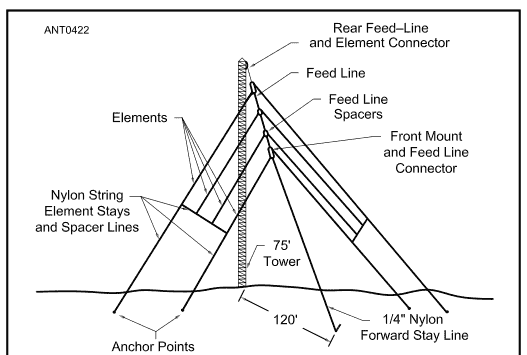 ANT0422
Rear Feed–Line
and Element Connector
Feed Line
Feed Line
Spacers
Elements
Front Mount
and Feed Line
Connector
Nylon String
Element Stays
and Spacer Lines
75'
Tower
120'
1/4" Nylon
Forward Stay Line
Anchor Points